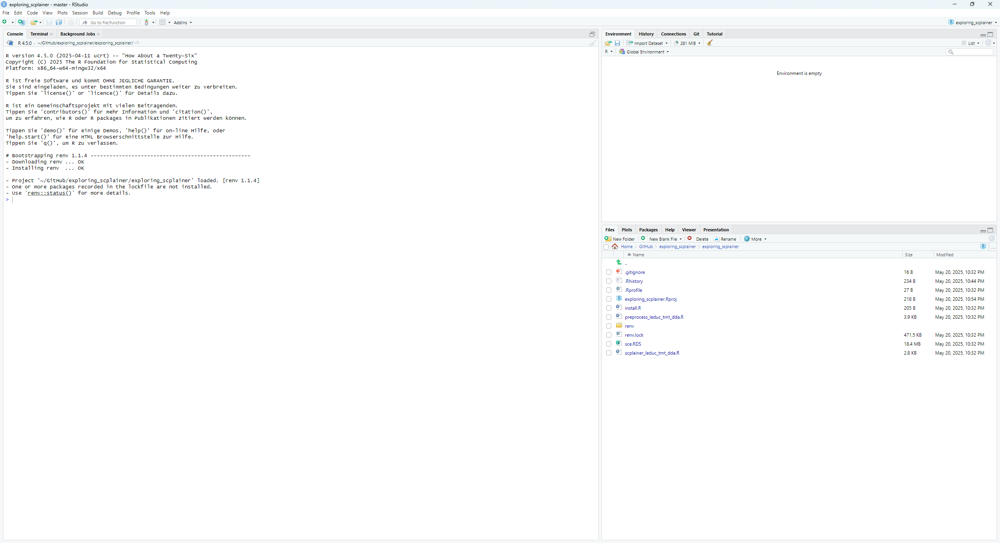 exploring_scplainer - master - RStudio
File Edit Code View Plots Session Build Debug Profile Tools Help
Go to file/function Addins exploring_scplainer
Console Terminal Background Jobs
R 4.5.0 · ~/GitHub/exploring_scplainer/exploring_scplainer/
R version 4.5.0 (2025-04-11 ucrt) -- "How About a Twenty-Six"
Copyright (C) 2025 The R Foundation for Statistical Computing
Platform: x86_64-w64-mingw32/x64
R ist freie Software und kommt OHNE JEGLICHE GARANTIE.
Sie sind eingeladen, es unter bestimmten Bedingungen weiter zu verbreiten.
Tippen Sie 'license()' or 'licence()' für Details dazu.
R ist ein Gemeinschaftsprojekt mit vielen Beitragenden.
Tippen Sie 'contributors()' für mehr Information und 'citation()',
um zu erfahren, wie R oder R packages in Publikationen zitiert werden können.
Tippen Sie 'demo()' für einige Demos, 'help()' für on-line Hilfe, oder
'help.start()' für eine HTML Browserschnittstelle zur Hilfe.
Tippen Sie 'q()', um R zu verlassen.
# Bootstrapping renv 1.1.4 ---------------------------------------------------
- Downloading renv ... OK
- Installing renv  ... OK
- Project '~/GitHub/exploring_scplainer/exploring_scplainer' loaded. [renv 1.1.4]
- One or more packages recorded in the lockfile are not installed.
- Use `renv::status()` for more details.
>
Environment History Connections Git Tutorial
Import Dataset 281 MiB List
R Global Environment
Environment is empty
Files Plots Packages Help Viewer Presentation
New Folder New Blank File Delete Rename More
Home GitHub exploring_scplainer exploring_scplainer ...
Name Size Modified
..
.gitignore 16 B May 20, 2025, 10:32 PM
.Rhistory 234 B May 20, 2025, 10:44 PM
.Rprofile 27 B May 20, 2025, 10:32 PM
exploring_scplainer.Rproj 218 B May 20, 2025, 10:54 PM
install.R 205 B May 20, 2025, 10:32 PM
preprocess_leduc_tmt_dda.R 3.9 KB May 20, 2025, 10:32 PM
renv
renv.lock 471.5 KB May 20, 2025, 10:32 PM
sce.RDS 18.4 MB May 20, 2025, 10:32 PM
scplainer_leduc_tmt_dda.R 2.8 KB May 20, 2025, 10:32 PM